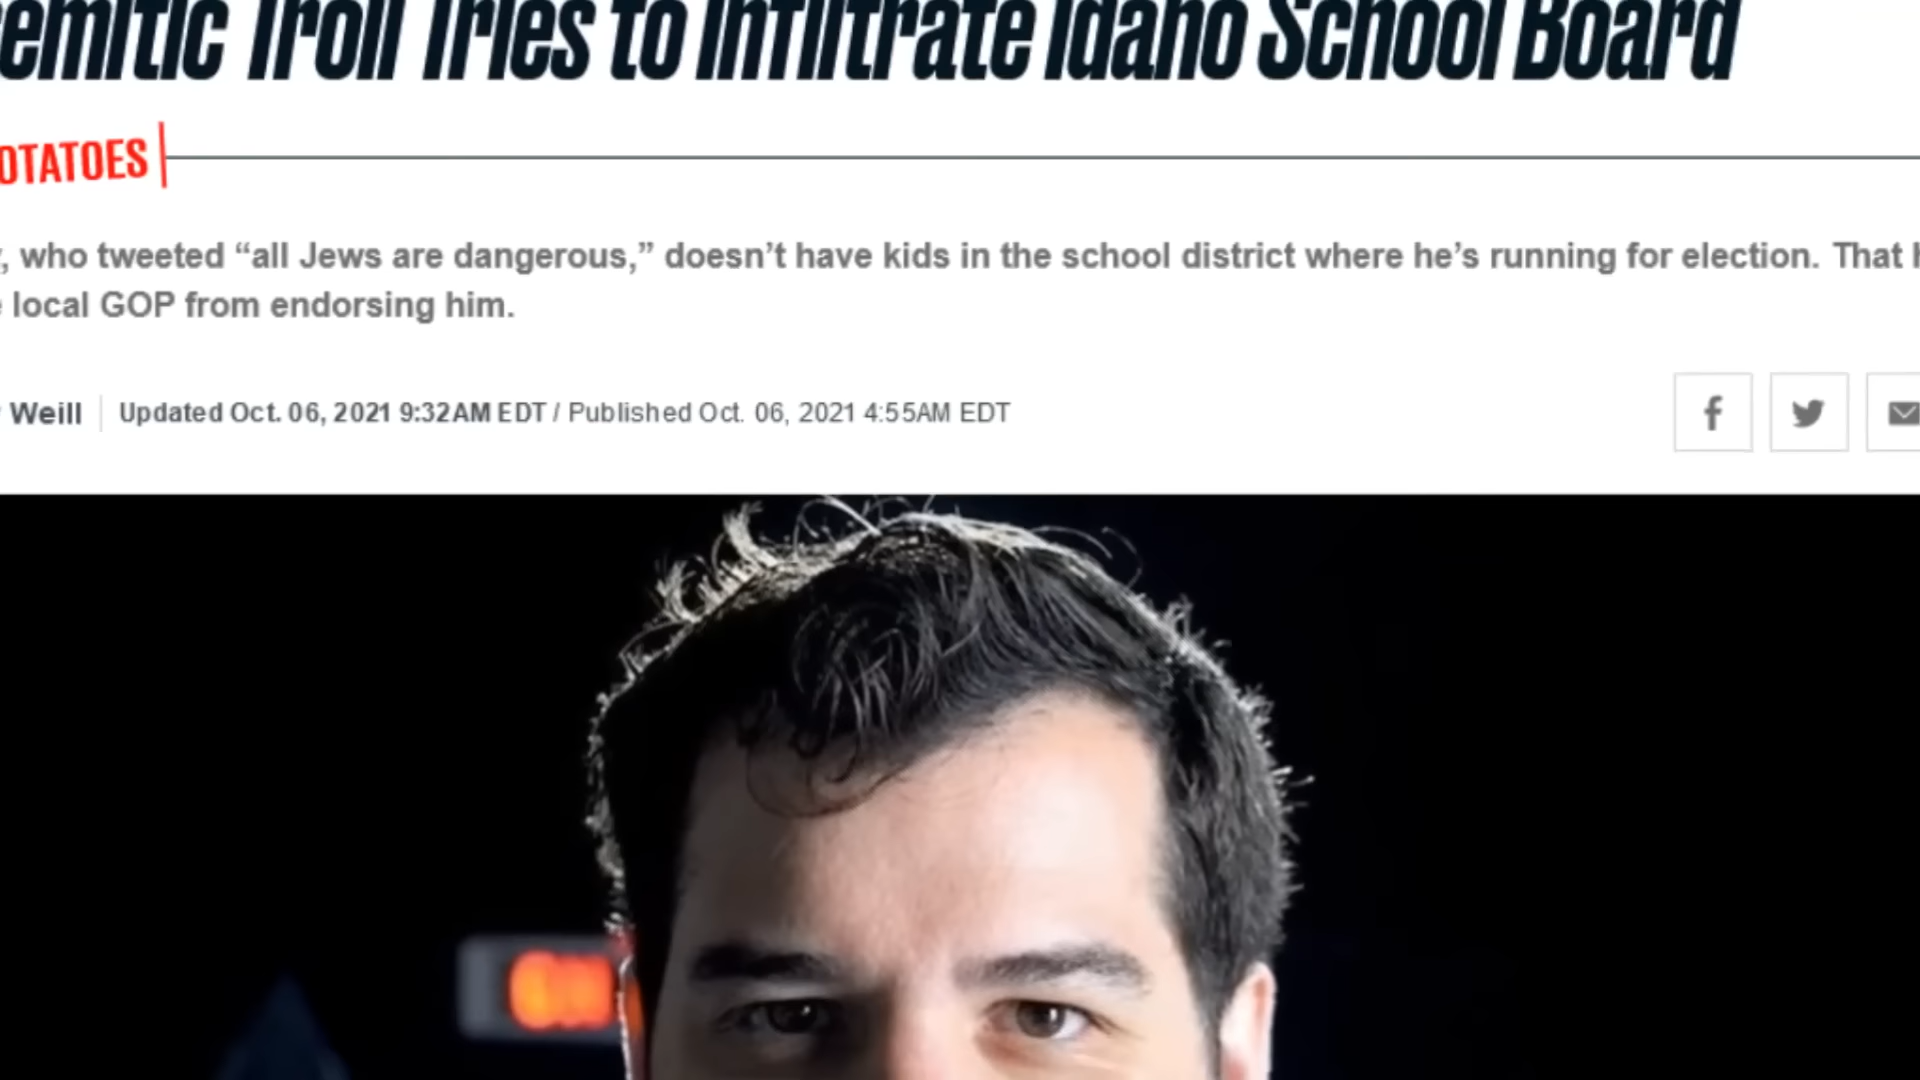 emitic Troll Tries to Infiltrate Idaho School Board
OTATOES
, who tweeted “all Jews are dangerous,” doesn’t have kids in the school district where he’s running for election. That h
local GOP from endorsing him.
Weill Updated Oct. 06, 2021 9:32AM EDT / Published Oct. 06, 2021 4:55AM EDT